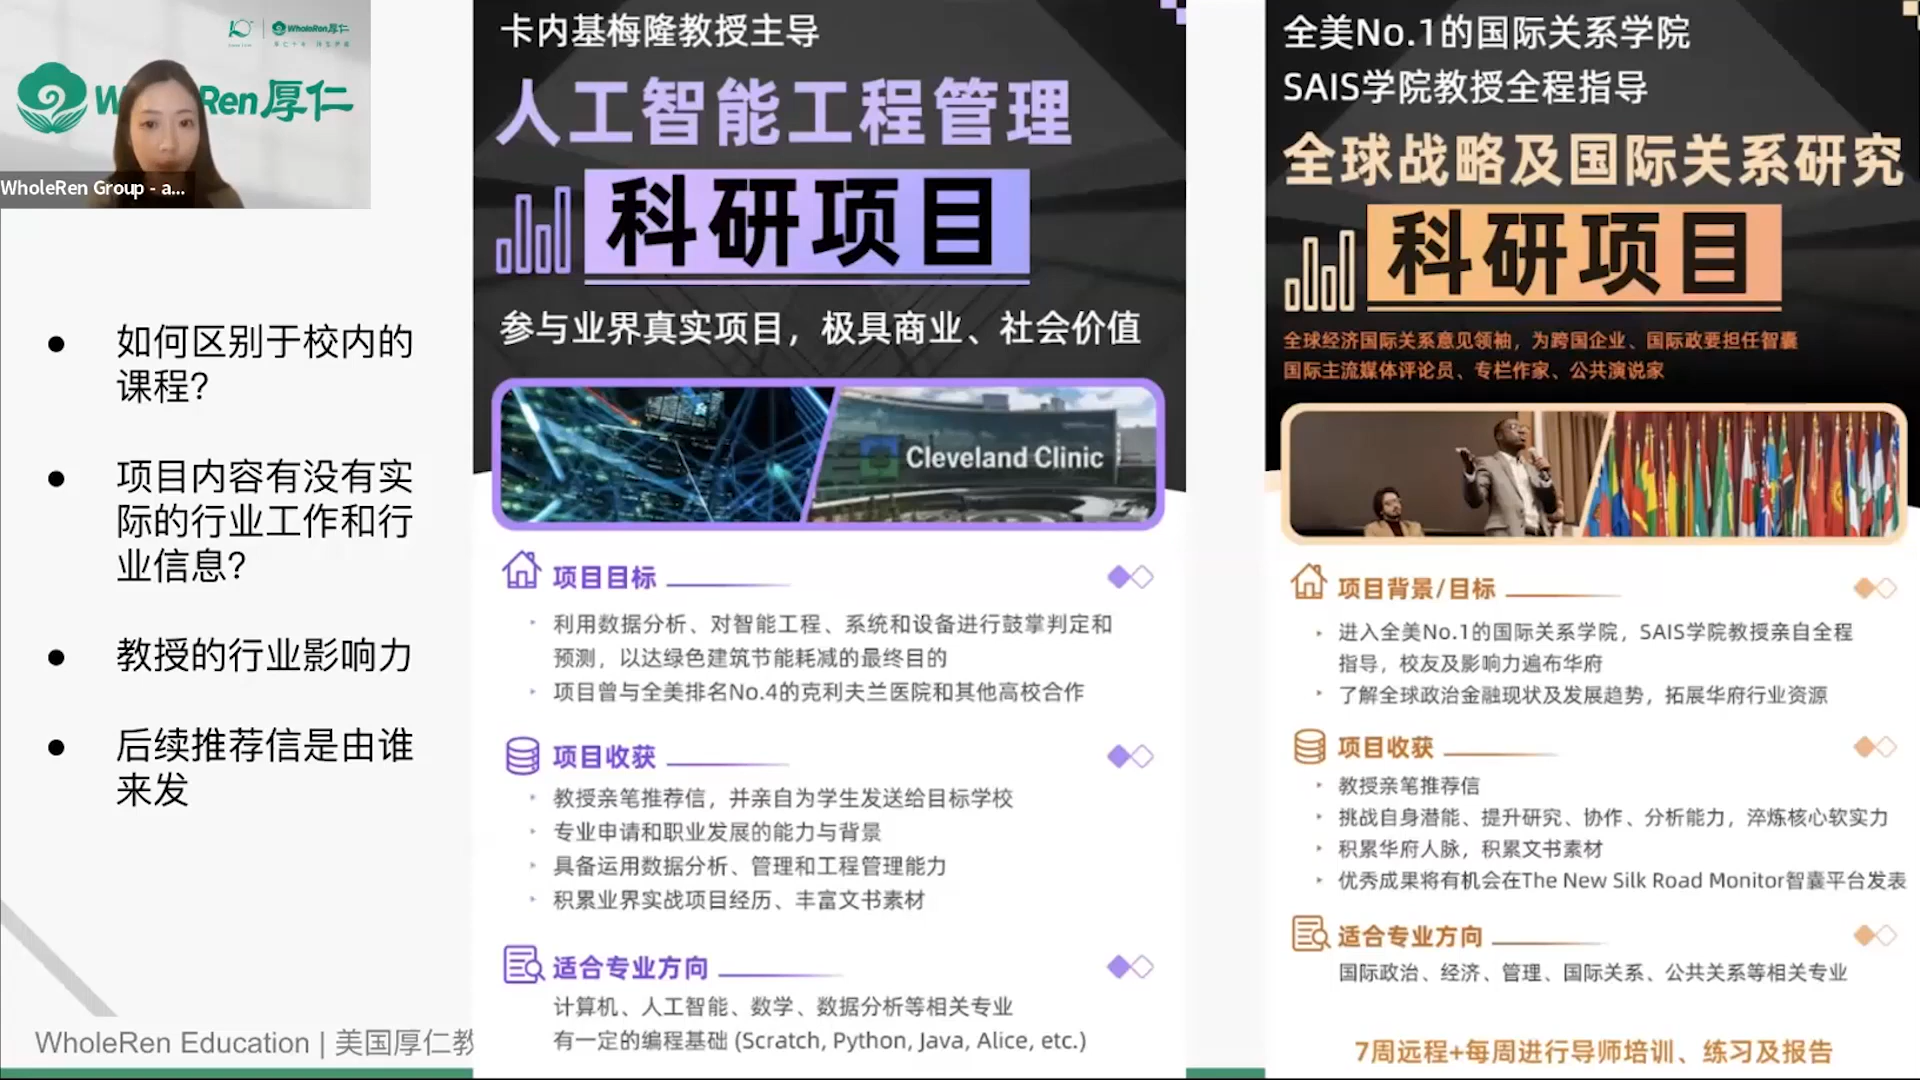 WholeRen厚仁
WholeRen厚仁
WholeRen Group - a...
如何区别于校内的
课程？
项目内容有没有实
际的行业工作和行
业信息？
教授的行业影响力
后续推荐信是由谁
来发
WholeRen Education | 美国厚仁教
卡内基梅隆教授主导
人工智能工程管理
科研项目
参与业界真实项目，极具商业、社会价值
Cleveland Clinic
项目目标
利用数据分析、对智能工程、系统和设备进行鼓掌判定和
预测，以达绿色建筑节能耗减的最终目的
项目曾与全美排名No.4的克利夫兰医院和其他高校合作
项目收获
教授亲笔推荐信，并亲自为学生发送给目标学校
专业申请和职业发展的能力与背景
具备运用数据分析、管理和工程管理能力
积累业界实战项目经历、丰富文书素材
适合专业方向
计算机、人工智能、数学、数据分析等相关专业
有一定的编程基础 (Scratch, Python, Java, Alice, etc.)
全美No.1的国际关系学院
SAIS学院教授全程指导
全球战略及国际关系研究
科研项目
全球经济国际关系意见领袖，为跨国企业、国际政要担任智囊
国际主流媒体评论员、专栏作家、公共演说家
项目背景/目标
进入全美No.1的国际关系学院，SAIS学院教授亲自全程
指导，校友及影响力遍布华府
了解全球政治金融现状及发展趋势，拓展华府行业资源
项目收获
教授亲笔推荐信
挑战自身潜能、提升研究、协作、分析能力，淬炼核心软实力
积累华府人脉，积累文书素材
优秀成果将有机会在The New Silk Road Monitor智囊平台发表
适合专业方向
国际政治、经济、管理、国际关系、公共关系等相关专业
7周远程+每周进行导师培训、练习及报告